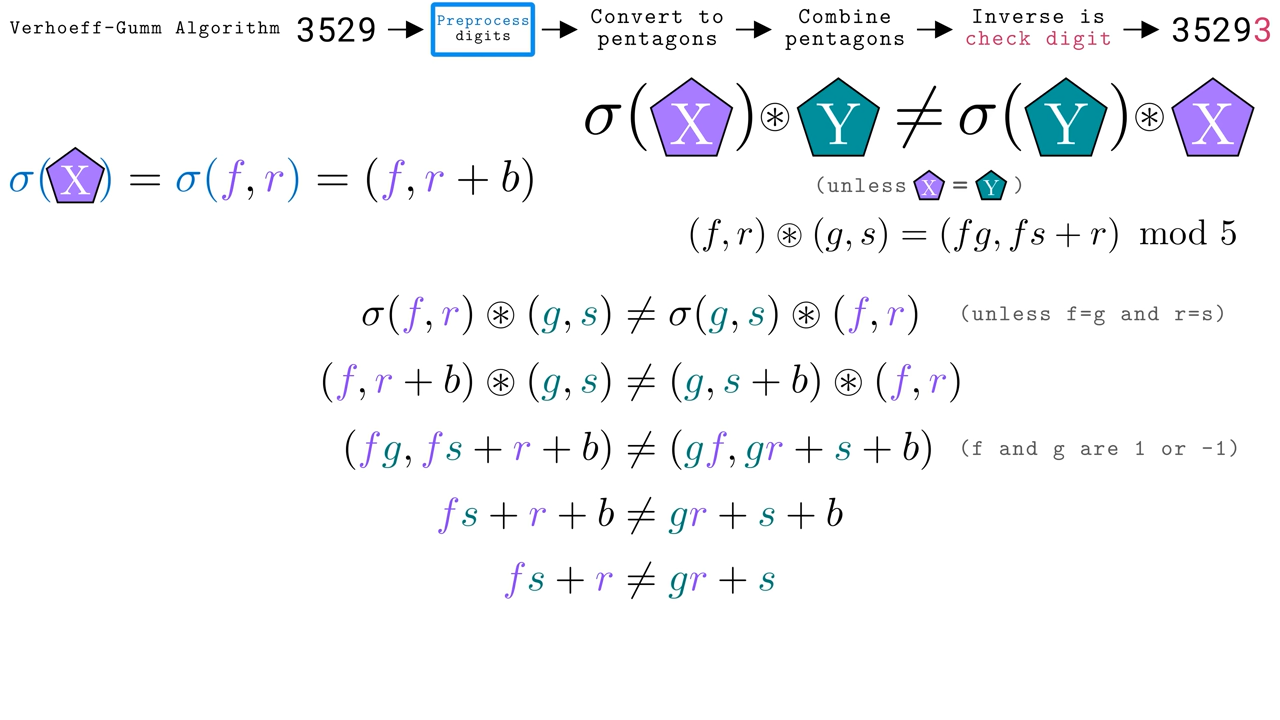 Verhoeff-Gumm Algorithm 3529 → Preprocess digits → Convert to pentagons → Combine pentagons → Inverse is check digit → 35293
σ(X)⊛Y ≠ σ(Y)⊛X
σ(X) = σ(f, r) = (f, r + b)
(unless X = Y )
(f, r) ⊛ (g, s) = (fg, fs + r) mod 5
σ(f, r) ⊛ (g, s) ≠ σ(g, s) ⊛ (f, r) (unless f=g and r=s)
(f, r + b) ⊛ (g, s) ≠ (g, s + b) ⊛ (f, r)
(fg, fs + r + b) ≠ (gf, gr + s + b) (f and g are 1 or -1)
fs + r + b ≠ gr + s + b
fs + r ≠ gr + s